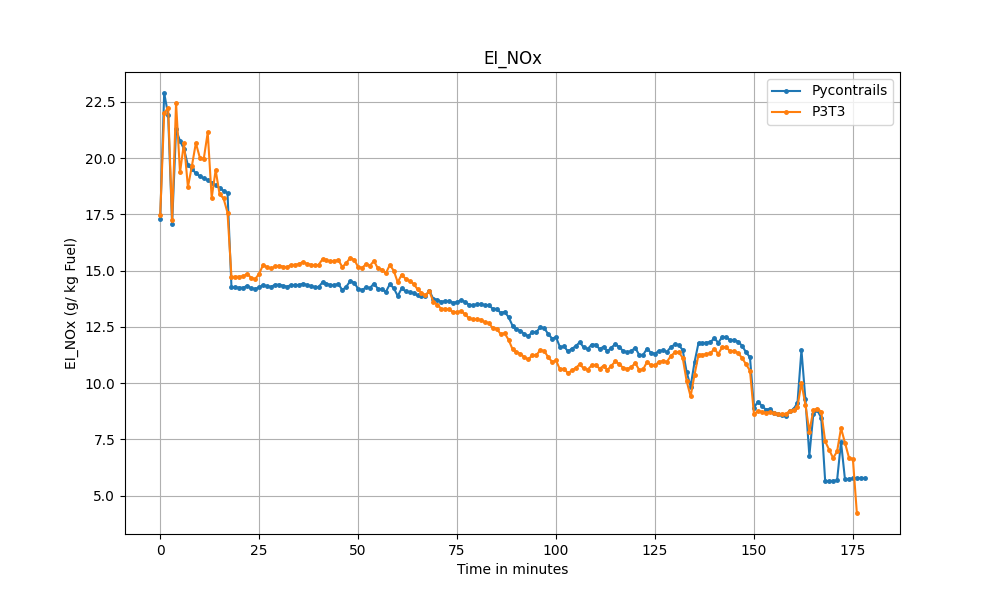 EI_NOx
Pycontrails
P3T3
EI_NOx (g/ kg Fuel)
22.5
20.0
17.5
15.0
12.5
10.0
7.5
5.0
0 25 50 75 100 125 150 175
Time in minutes